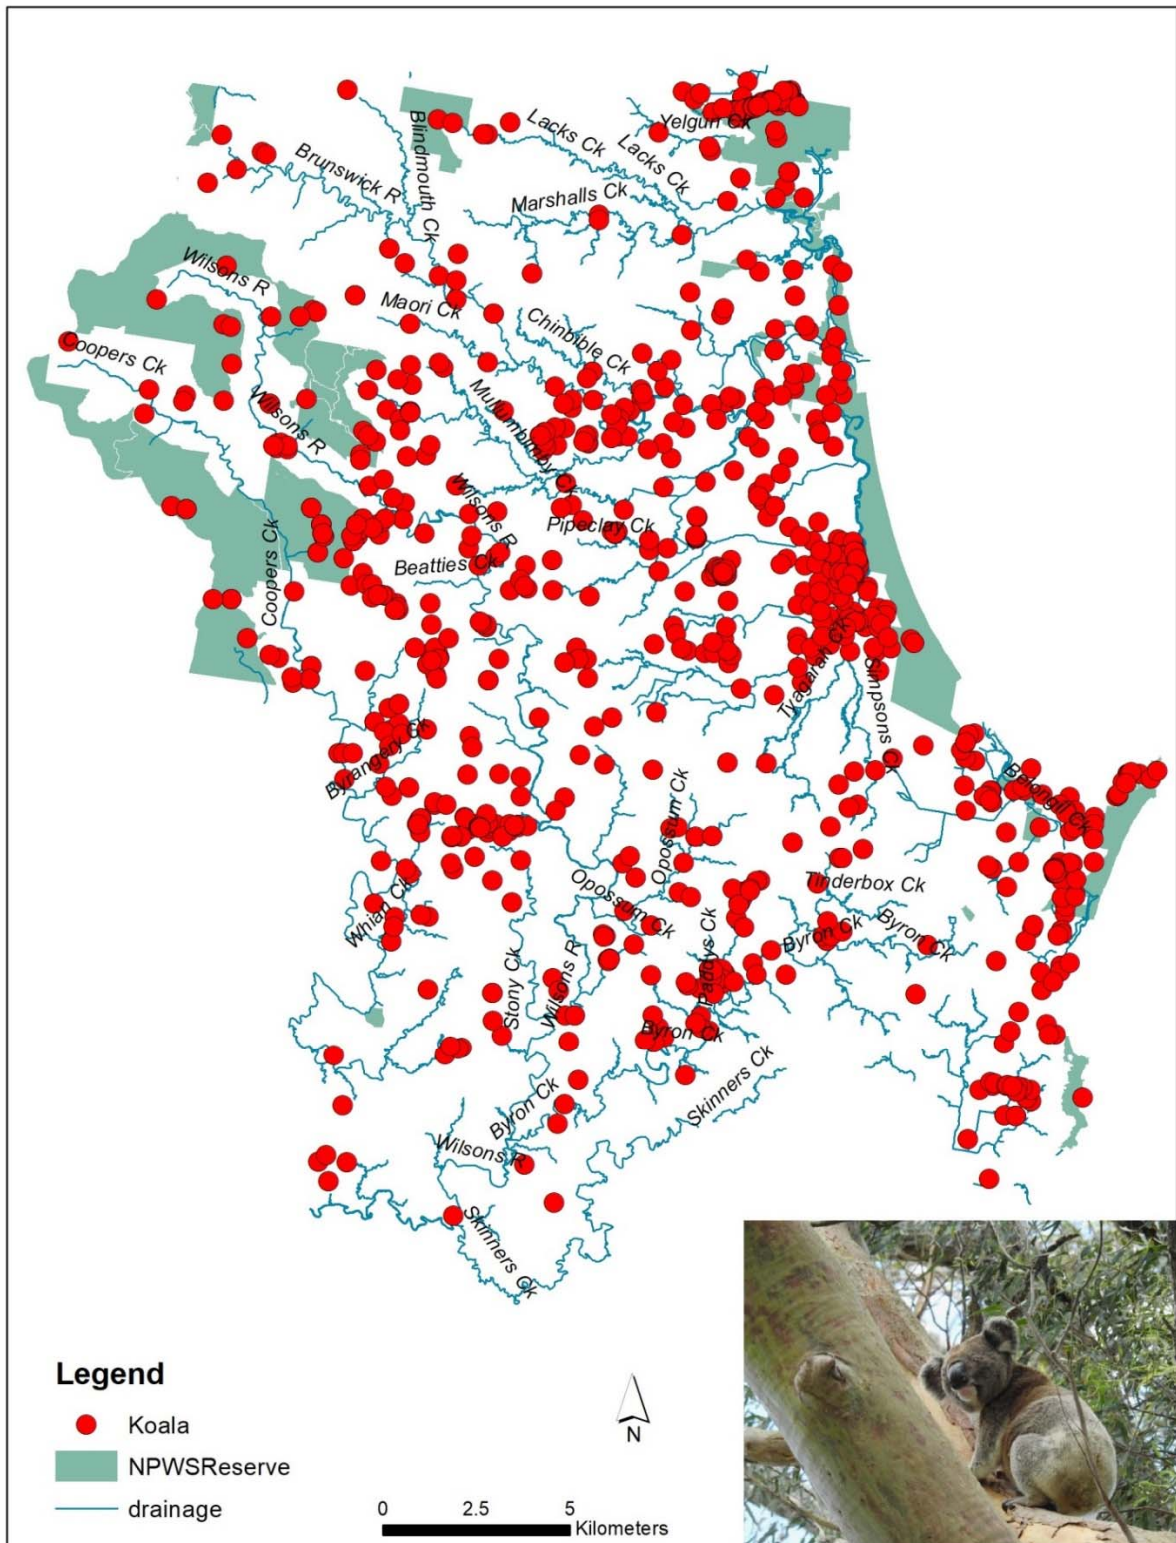 Yelgun Ck
Lacks Ck
Lacks Ck
Blindmouth Ck
Brunswick R
Marshalls Ck
Wilsons R
Maori Ck
Chinbible Ck
Coopers Ck
Wilsons R
Mullumbimby Ck
Wilsons R
Pipeclay Ck
Beatties Ck
Coopers Ck
Tyagarah Ck
Simpsons Ck
Byrangery Ck
Belongil Ck
Opossum Ck
Tinderbox Ck
Opossum Ck
Whian Ck
Byron Ck
Byron Ck
Paddys Ck
Stony Ck
Wilsons R
Byron Ck
Skinners Ck
Byron Ck
Wilsons R
Skinners Ck
Legend
Koala
NPWSReserve
drainage
N
0 2.5 5
Kilometers